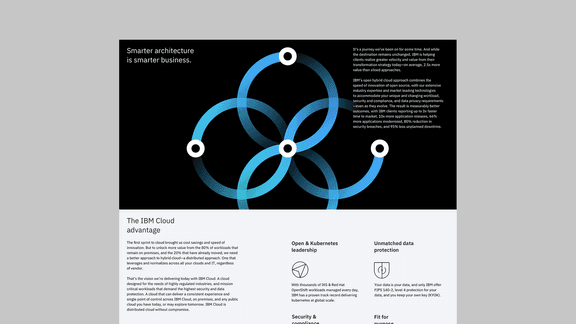 Smarter architecture
is smarter business.
It's a journey we've been on for some time. And while
the destination remains unchanged, IBM is helping
clients realize greater velocity and value from their
transformation strategy today—on average, 2.5x more
value than siloed approaches.
IBM's open hybrid cloud approach combines the
speed of innovation of open source, with our extensive
industry expertise and market leading technologies
to accommodate your unique and changing workload,
security and compliance, and data privacy requirements
—even as they evolve. The result is measurably better
outcomes, with IBM clients reporting up to 3x faster
time to market, 10x more application releases, 66%
more applications modernized, 80% reduction in
security breaches, and 95% less unplanned downtime.
The IBM Cloud
advantage
The first sprint to cloud brought us cost savings and speed of
innovation. But to unlock more value from the 80% of workloads that
remain on premises, and the 20% that have already moved, we need
a better approach to hybrid cloud—a distributed approach. One that
leverages and normalizes across all your clouds and IT, regardless
of vendor.
That's the vision we're delivering today with IBM Cloud: A cloud
designed for the needs of highly regulated industries, and mission
critical workloads that demand the highest security and data
protection. A cloud that can deliver a consistent experience and
single point of control across IBM Cloud, on premises, and any public
cloud you have today, or may explore tomorrow. IBM Cloud is
distributed cloud without compromise.
Open & Kubernetes
leadership
With thousands of IKS & Red Hat
OpenShift workloads managed every day,
IBM has a proven track record delivering
kubernetes at global scale.
Unmatched data
protection
Your data is your data, and only IBM offer
FIPS 140-2, level 4 protection for your
data, and you keep your own key (KYOK).
Security &
compliance
Fit for